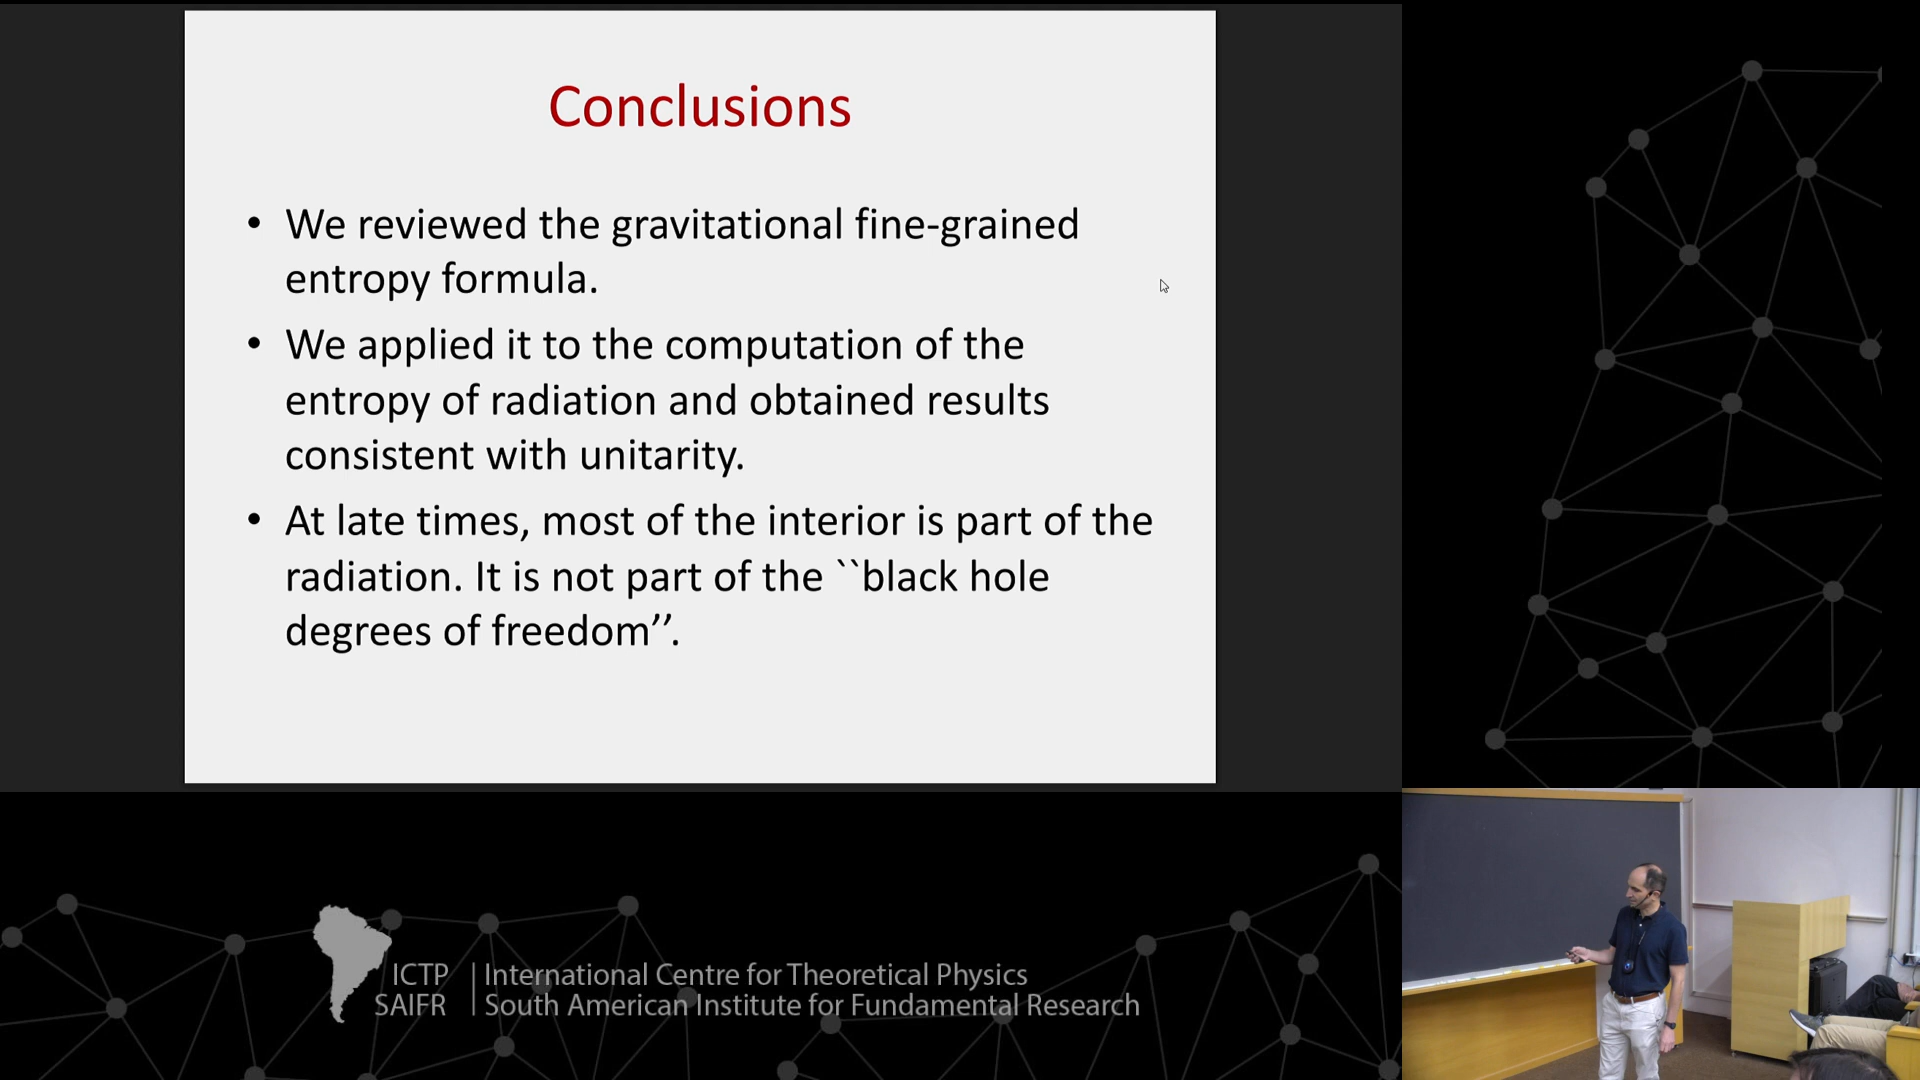 Conclusions
• We reviewed the gravitational fine-grained
entropy formula.
• We applied it to the computation of the
entropy of radiation and obtained results
consistent with unitarity.
• At late times, most of the interior is part of the
radiation. It is not part of the ``black hole
degrees of freedom’’.
ICTP | International Centre for Theoretical Physics
SAIFR | South American Institute for Fundamental Research